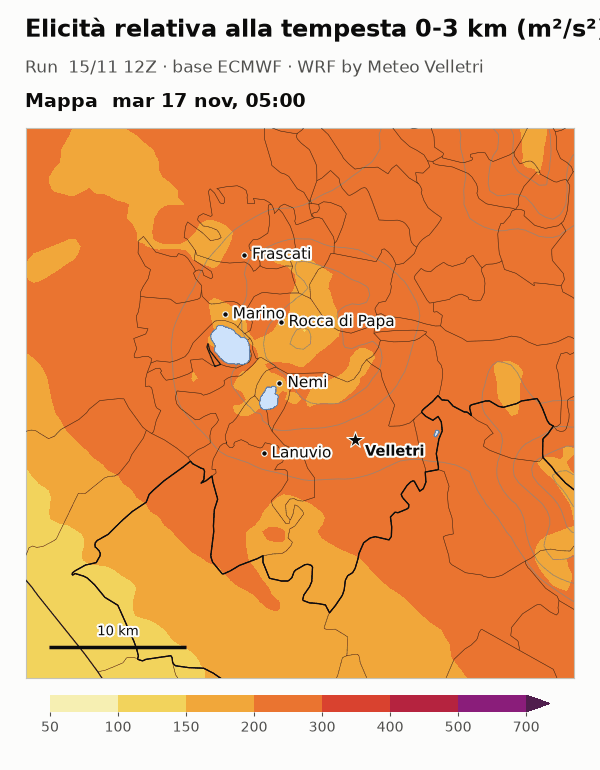 Elicità relativa alla tempesta 0-3 km (m²/s²)
Run  15/11 12Z · base ECMWF · WRF by Meteo Velletri
Mappa  mar 17 nov, 05:00
Frascati
Marino
Rocca di Papa
Nemi
Lanuvio
Velletri
10 km
50 100 150 200 300 400 500 700